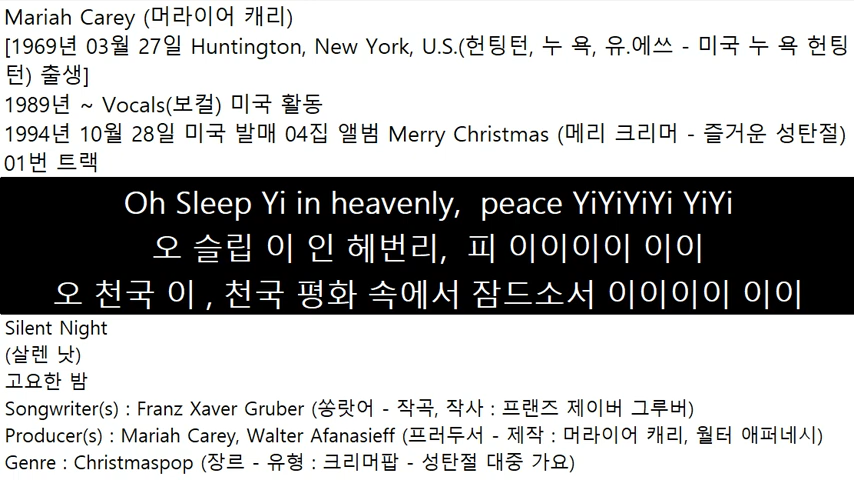 Mariah Carey (머라이어 캐리)
[1969년 03월 27일 Huntington, New York, U.S.(헌팅턴, 누 욕, 유.에쓰 - 미국 누 욕 헌팅
턴) 출생]
1989년 ~ Vocals(보컬) 미국 활동
1994년 10월 28일 미국 발매 04집 앨범 Merry Christmas (메리 크리머 - 즐거운 성탄절)
01번 트랙
Oh Sleep Yi in heavenly,  peace YiYiYiYi YiYi
오 슬립 이 인 헤번리,  피 이이이이 이이
오 천국 이 , 천국 평화 속에서 잠드소서 이이이이 이이
Silent Night
(살렌 낫)
고요한 밤
Songwriter(s) : Franz Xaver Gruber (쏭랏어 - 작곡, 작사 : 프랜즈 제이버 그루버)
Producer(s) : Mariah Carey, Walter Afanasieff (프러두서 - 제작 : 머라이어 캐리, 월터 애퍼네시)
Genre : Christmaspop (장르 - 유형 : 크리머팝 - 성탄절 대중 가요)